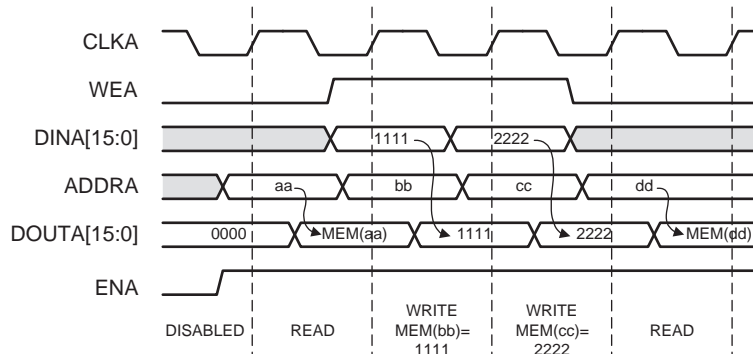 CLKA
WEA
DINA[15:0] 1111 2222
ADDRA aa bb cc dd
DOUTA[15:0] 0000 MEM(aa) 1111 2222 MEM(dd)
ENA
DISABLED READ WRITE MEM(bb)= 1111 WRITE MEM(cc)= 2222 READ